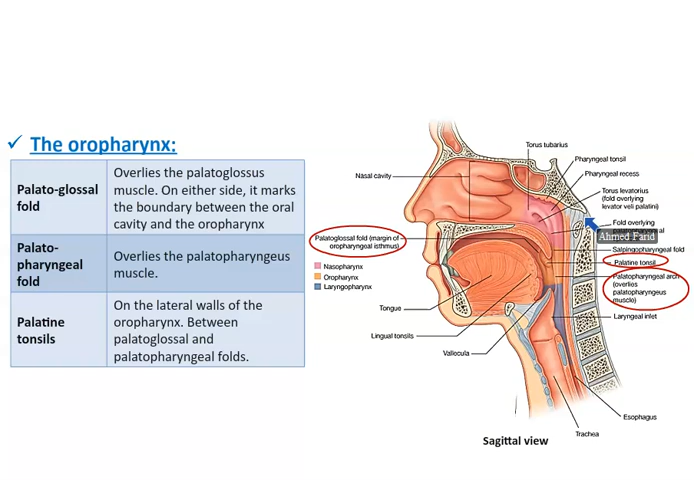 ✓ The oropharynx:
Palato-glossal
fold
Overlies the palatoglossus
muscle. On either side, it marks
the boundary between the oral
cavity and the oropharynx
Palato-
pharyngeal
fold
Overlies the palatopharyngeus
muscle.
Palatine
tonsils
On the lateral walls of the
oropharynx. Between
palatoglossal and
palatopharyngeal folds.
Torus tubarius
Pharyngeal tonsil
Pharyngeal recess
Nasal cavity
Torus levatorius
(fold overlying
levator veli palatini)
Fold overlying
Ahmed Farid
Palatoglossal fold (margin of
oropharyngeal isthmus)
Salpingopharyngeal fold
Palatine tonsil
Palatopharyngeal arch
(overlies
palatopharyngeus
muscle)
Nasopharynx
Oropharynx
Laryngopharynx
Tongue
Laryngeal inlet
Lingual tonsils
Vallecula
Esophagus
Trachea
Sagittal view